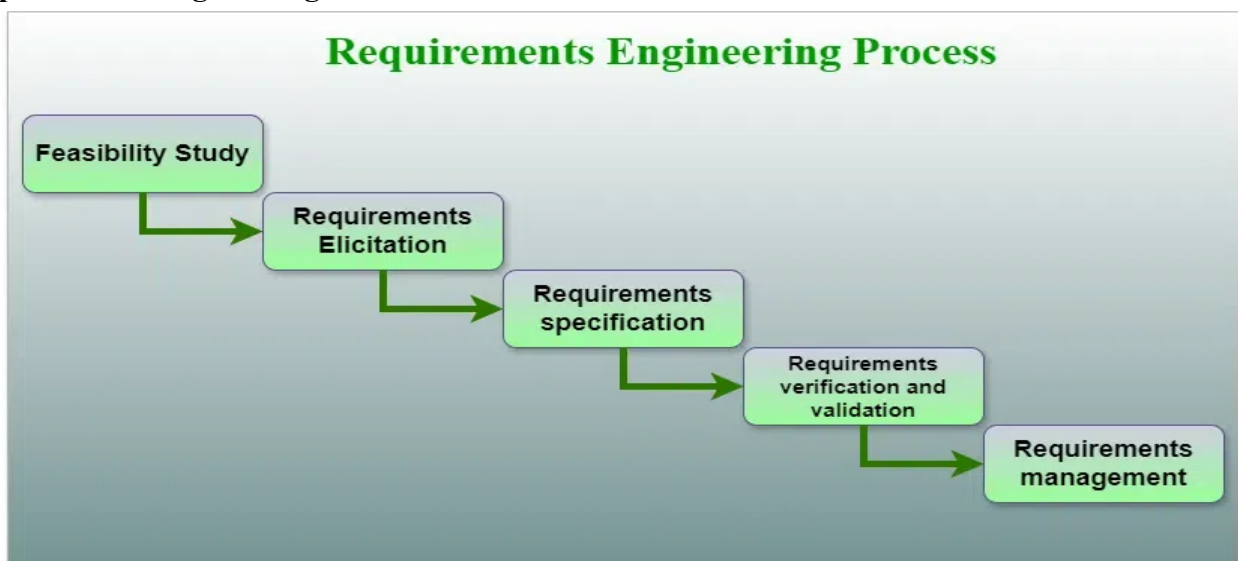 Requirements Engineering Process
Feasibility Study
Requirements
Elicitation
Requirements
specification
Requirements
verification and
validation
Requirements
management